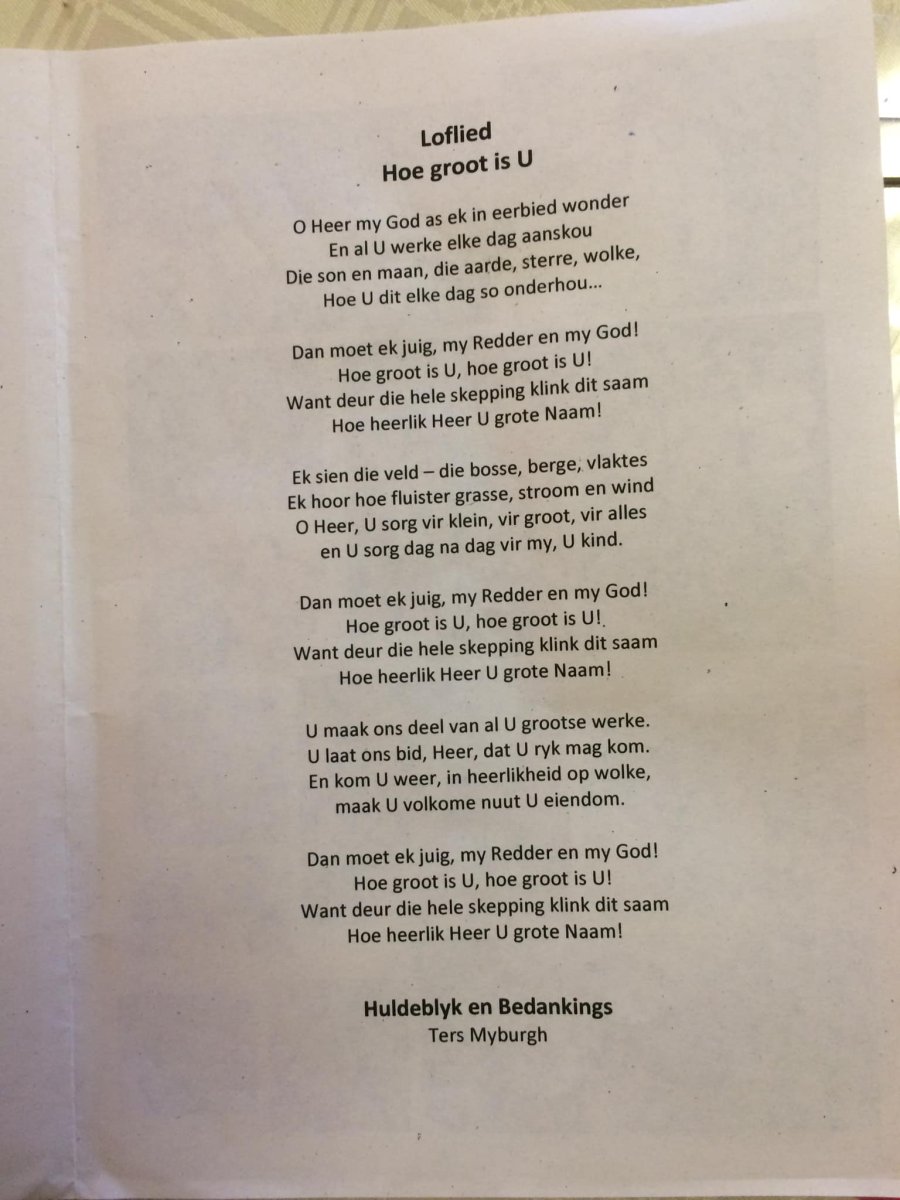 Loflied
Hoe groot is U
O Heer my God as ek in eerbied wonder
En al U werke elke dag aanskou
Die son en maan, die aarde, sterre, wolke,
Hoe U dit elke dag so onderhou...
Dan moet ek juig, my Redder en my God!
Hoe groot is U, hoe groot is U!
Want deur die hele skepping klink dit saam
Hoe heerlik Heer U grote Naam!
Ek sien die veld – die bosse, berge, vlaktes
Ek hoor hoe fluister grasse, stroom en wind
O Heer, U sorg vir klein, vir groot, vir alles
en U sorg dag na dag vir my, U kind.
Dan moet ek juig, my Redder en my God!
Hoe groot is U, hoe groot is U!
Want deur die hele skepping klink dit saam
Hoe heerlik Heer U grote Naam!
U maak ons deel van al U grootse werke.
U laat ons bid, Heer, dat U ryk mag kom.
En kom U weer, in heerlikheid op wolke,
maak U volkome nuut U eiendom.
Dan moet ek juig, my Redder en my God!
Hoe groot is U, hoe groot is U!
Want deur die hele skepping klink dit saam
Hoe heerlik Heer U grote Naam!
Huldeblyk en Bedankings
Ters Myburgh